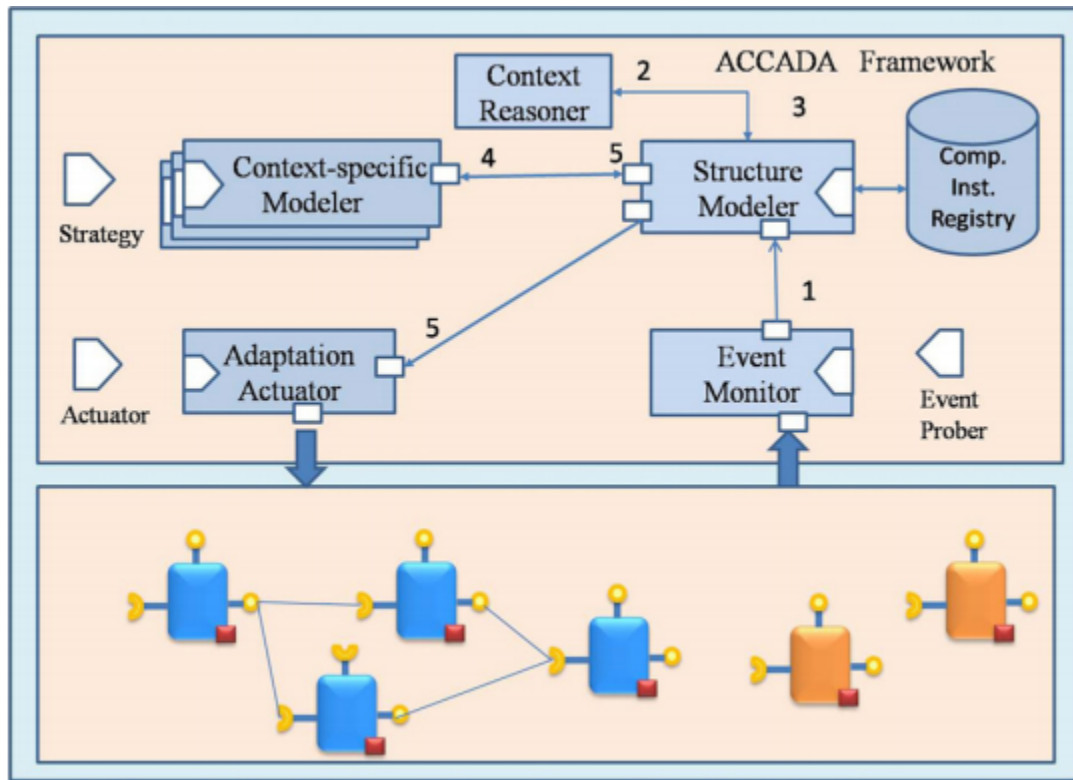 ACCADA Framework
Context
Reasoner
2
3
Context-specific
Modeler
4
5
Structure
Modeler
Comp.
Inst.
Registry
Strategy
1
5
Adaptation
Actuator
Event
Monitor
Actuator
Event
Prober